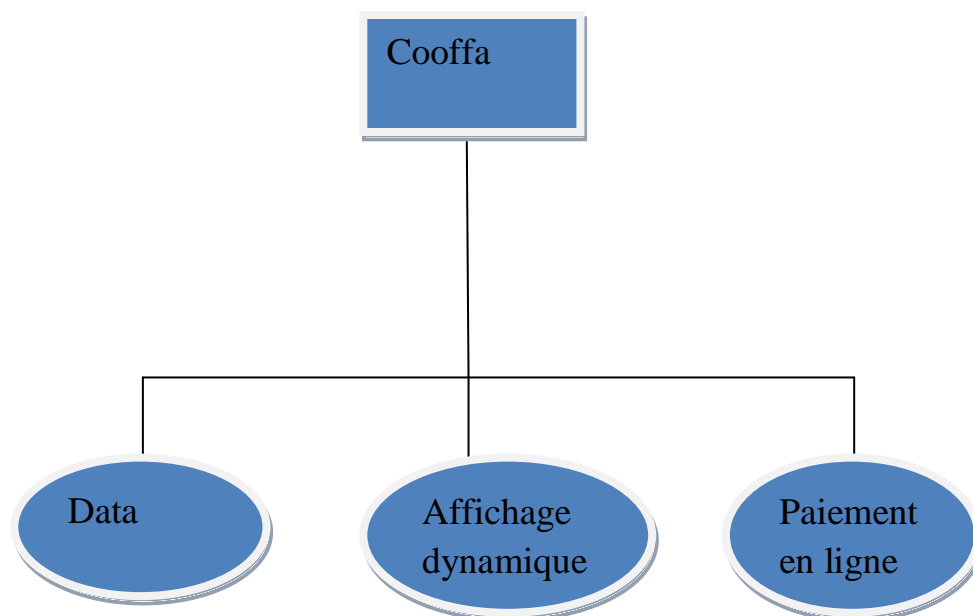 Cooffa
Data
Affichage
dynamique
Paiement
en ligne